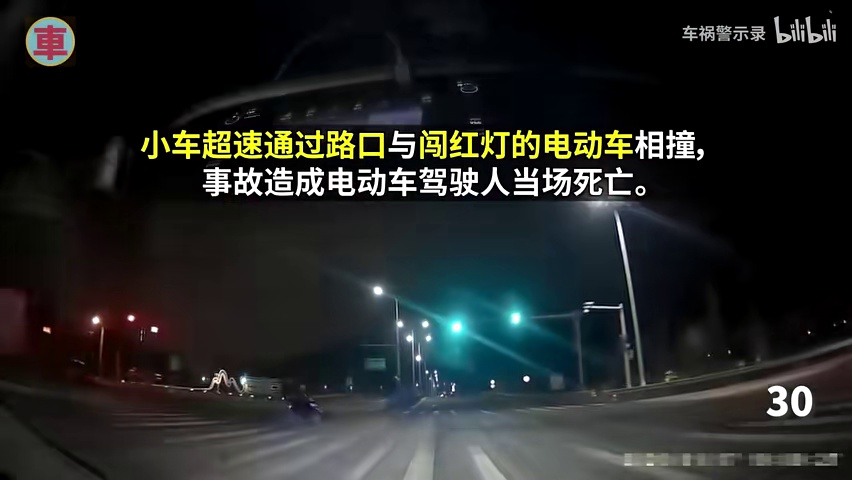 車
车祸警示录 bilibili
小车超速通过路口与闯红灯的电动车相撞,
事故造成电动车驾驶人当场死亡。
30